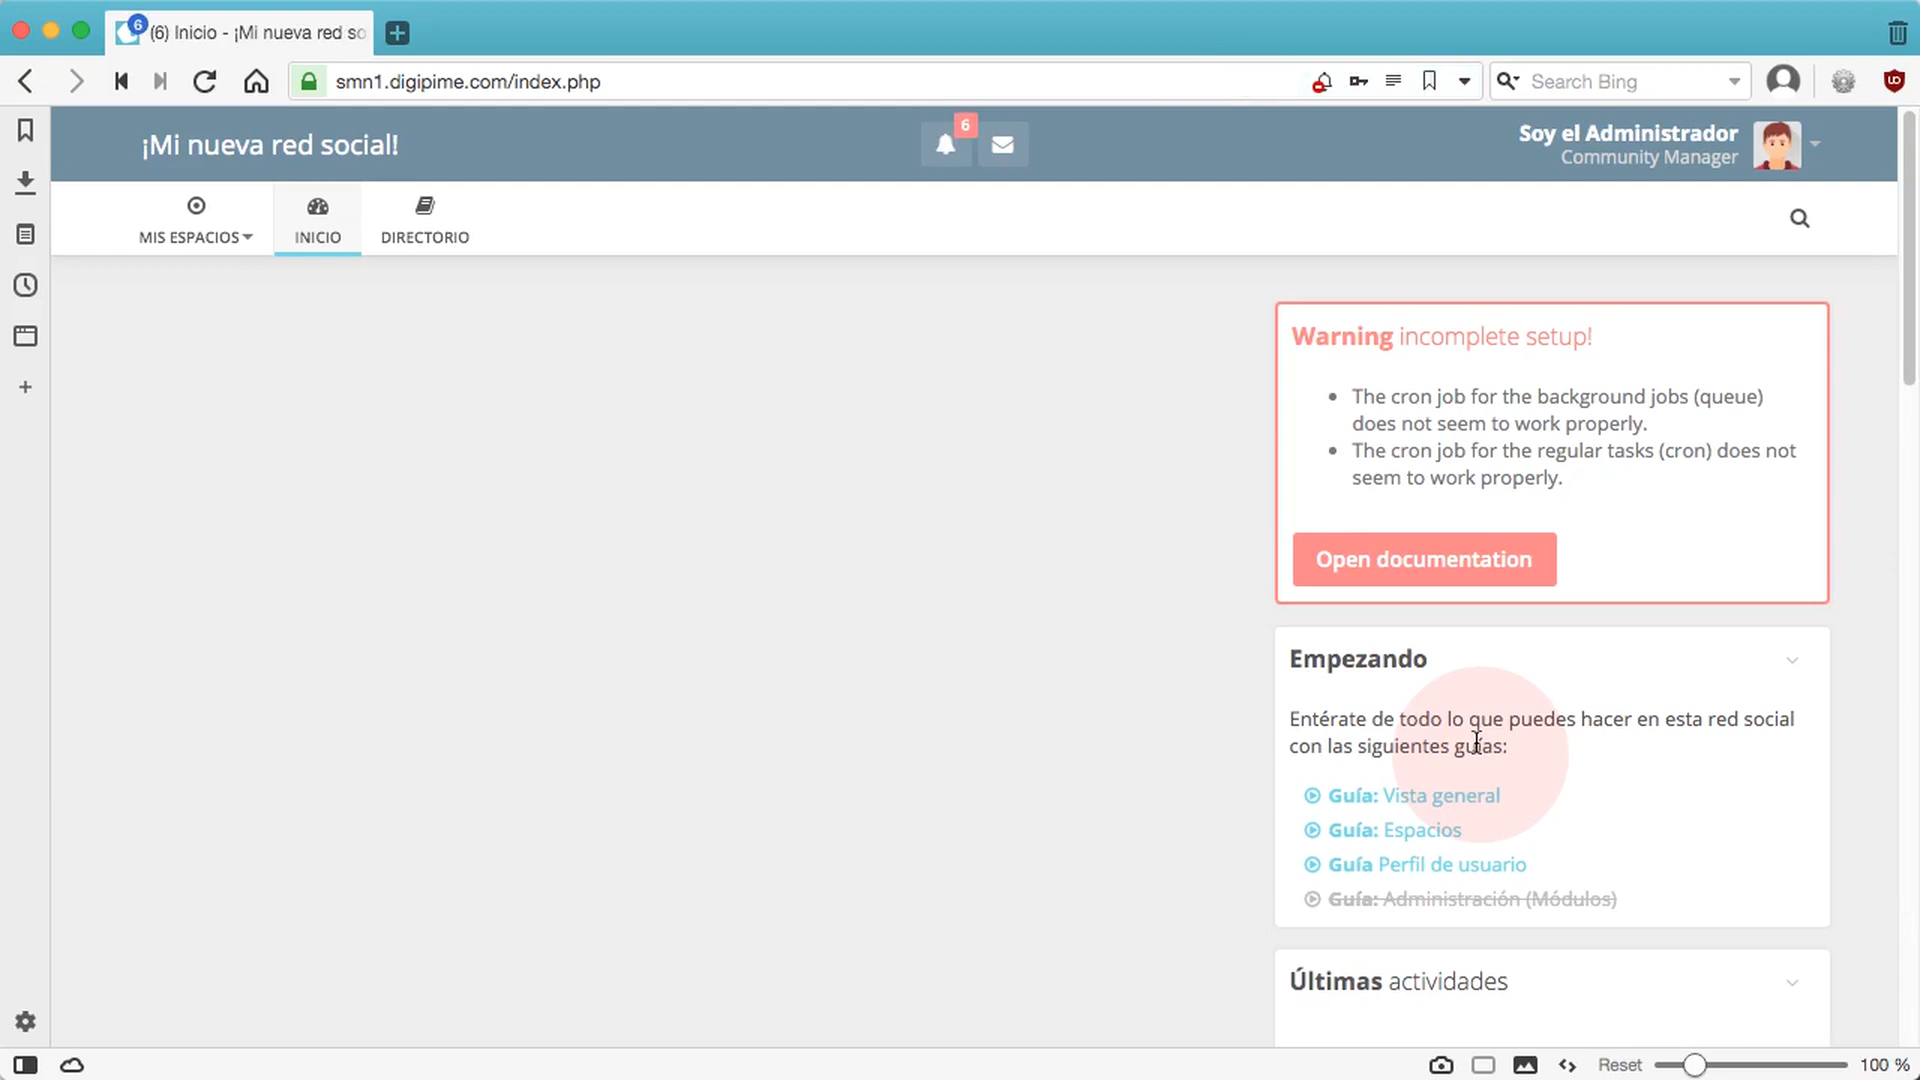 6
(6) Inicio - ¡Mi nueva red so
smn1.digipime.com/index.php
Search Bing
¡Mi nueva red social!
6
Soy el Administrador
Community Manager
MIS ESPACIOS
INICIO
DIRECTORIO
Warning incomplete setup!
The cron job for the background jobs (queue)
does not seem to work properly.
The cron job for the regular tasks (cron) does not
seem to work properly.
Open documentation
Empezando
Entérate de todo lo que puedes hacer en esta red social
con las siguientes guías:
Guía: Vista general
Guía: Espacios
Guía Perfil de usuario
Guía: Administración (Módulos)
Últimas actividades
Reset
100 %